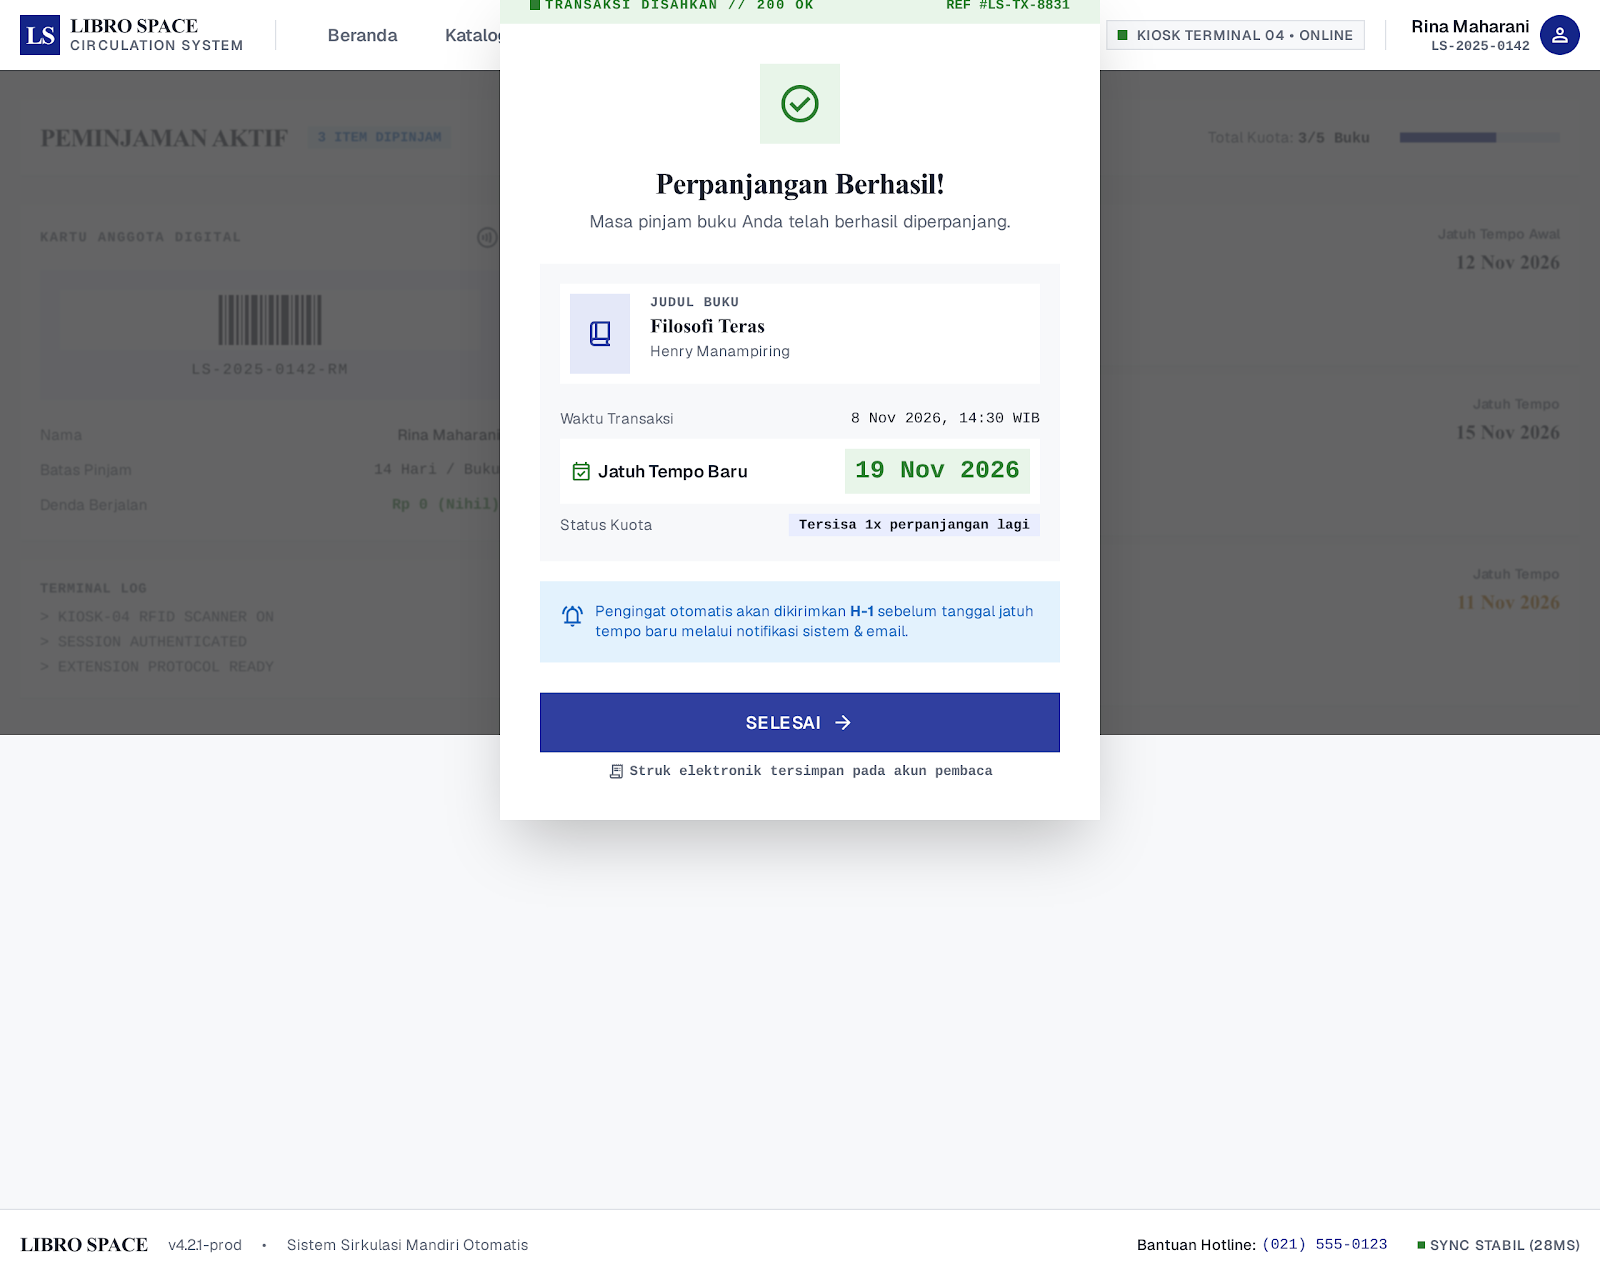 LS
LIBRO SPACE
CIRCULATION SYSTEM
Beranda
Katalog
TRANSAKSI DISAHKAN // 200 OK
REF #LS-TX-8831
KIOSK TERMINAL 04 • ONLINE
Rina Maharani
LS-2025-0142
PEMINJAMAN AKTIF
3 ITEM DIPINJAM
Total Kuota: 3/5 Buku
KARTU ANGGOTA DIGITAL
LS-2025-0142-RM
Nama
Rina Maharani
Batas Pinjam
14 Hari / Buku
Denda Berjalan
Rp 0 (Nihil)
TERMINAL LOG
> KIOSK-04 RFID SCANNER ON
> SESSION AUTHENTICATED
> EXTENSION PROTOCOL READY
Perpanjangan Berhasil!
Masa pinjam buku Anda telah berhasil diperpanjang.
JUDUL BUKU
Filosofi Teras
Henry Manampiring
Waktu Transaksi
8 Nov 2026, 14:30 WIB
Jatuh Tempo Baru
19 Nov 2026
Status Kuota
Tersisa 1x perpanjangan lagi
Pengingat otomatis akan dikirimkan H-1 sebelum tanggal jatuh
tempo baru melalui notifikasi sistem & email.
SELESAI
Struk elektronik tersimpan pada akun pembaca
Jatuh Tempo Awal
12 Nov 2026
Jatuh Tempo
15 Nov 2026
Jatuh Tempo
11 Nov 2026
LIBRO SPACE
v4.2.1-prod
•
Sistem Sirkulasi Mandiri Otomatis
Bantuan Hotline: (021) 555-0123
SYNC STABIL (28MS)